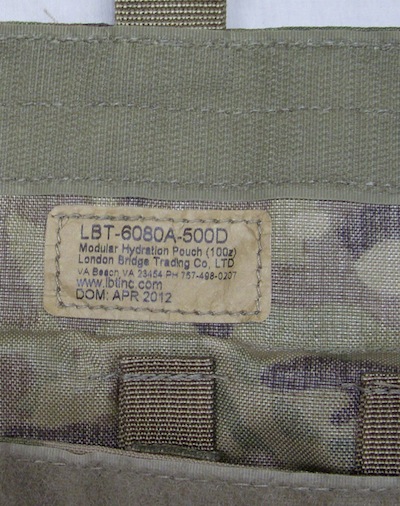 LBT-6080A-500D
Modular Hydration Pouch (100z)
London Bridge Trading Co, LTD
VA Beach, VA 23454 PH 757-498-0207
www.lbtinc.com
DOM: APR 2012